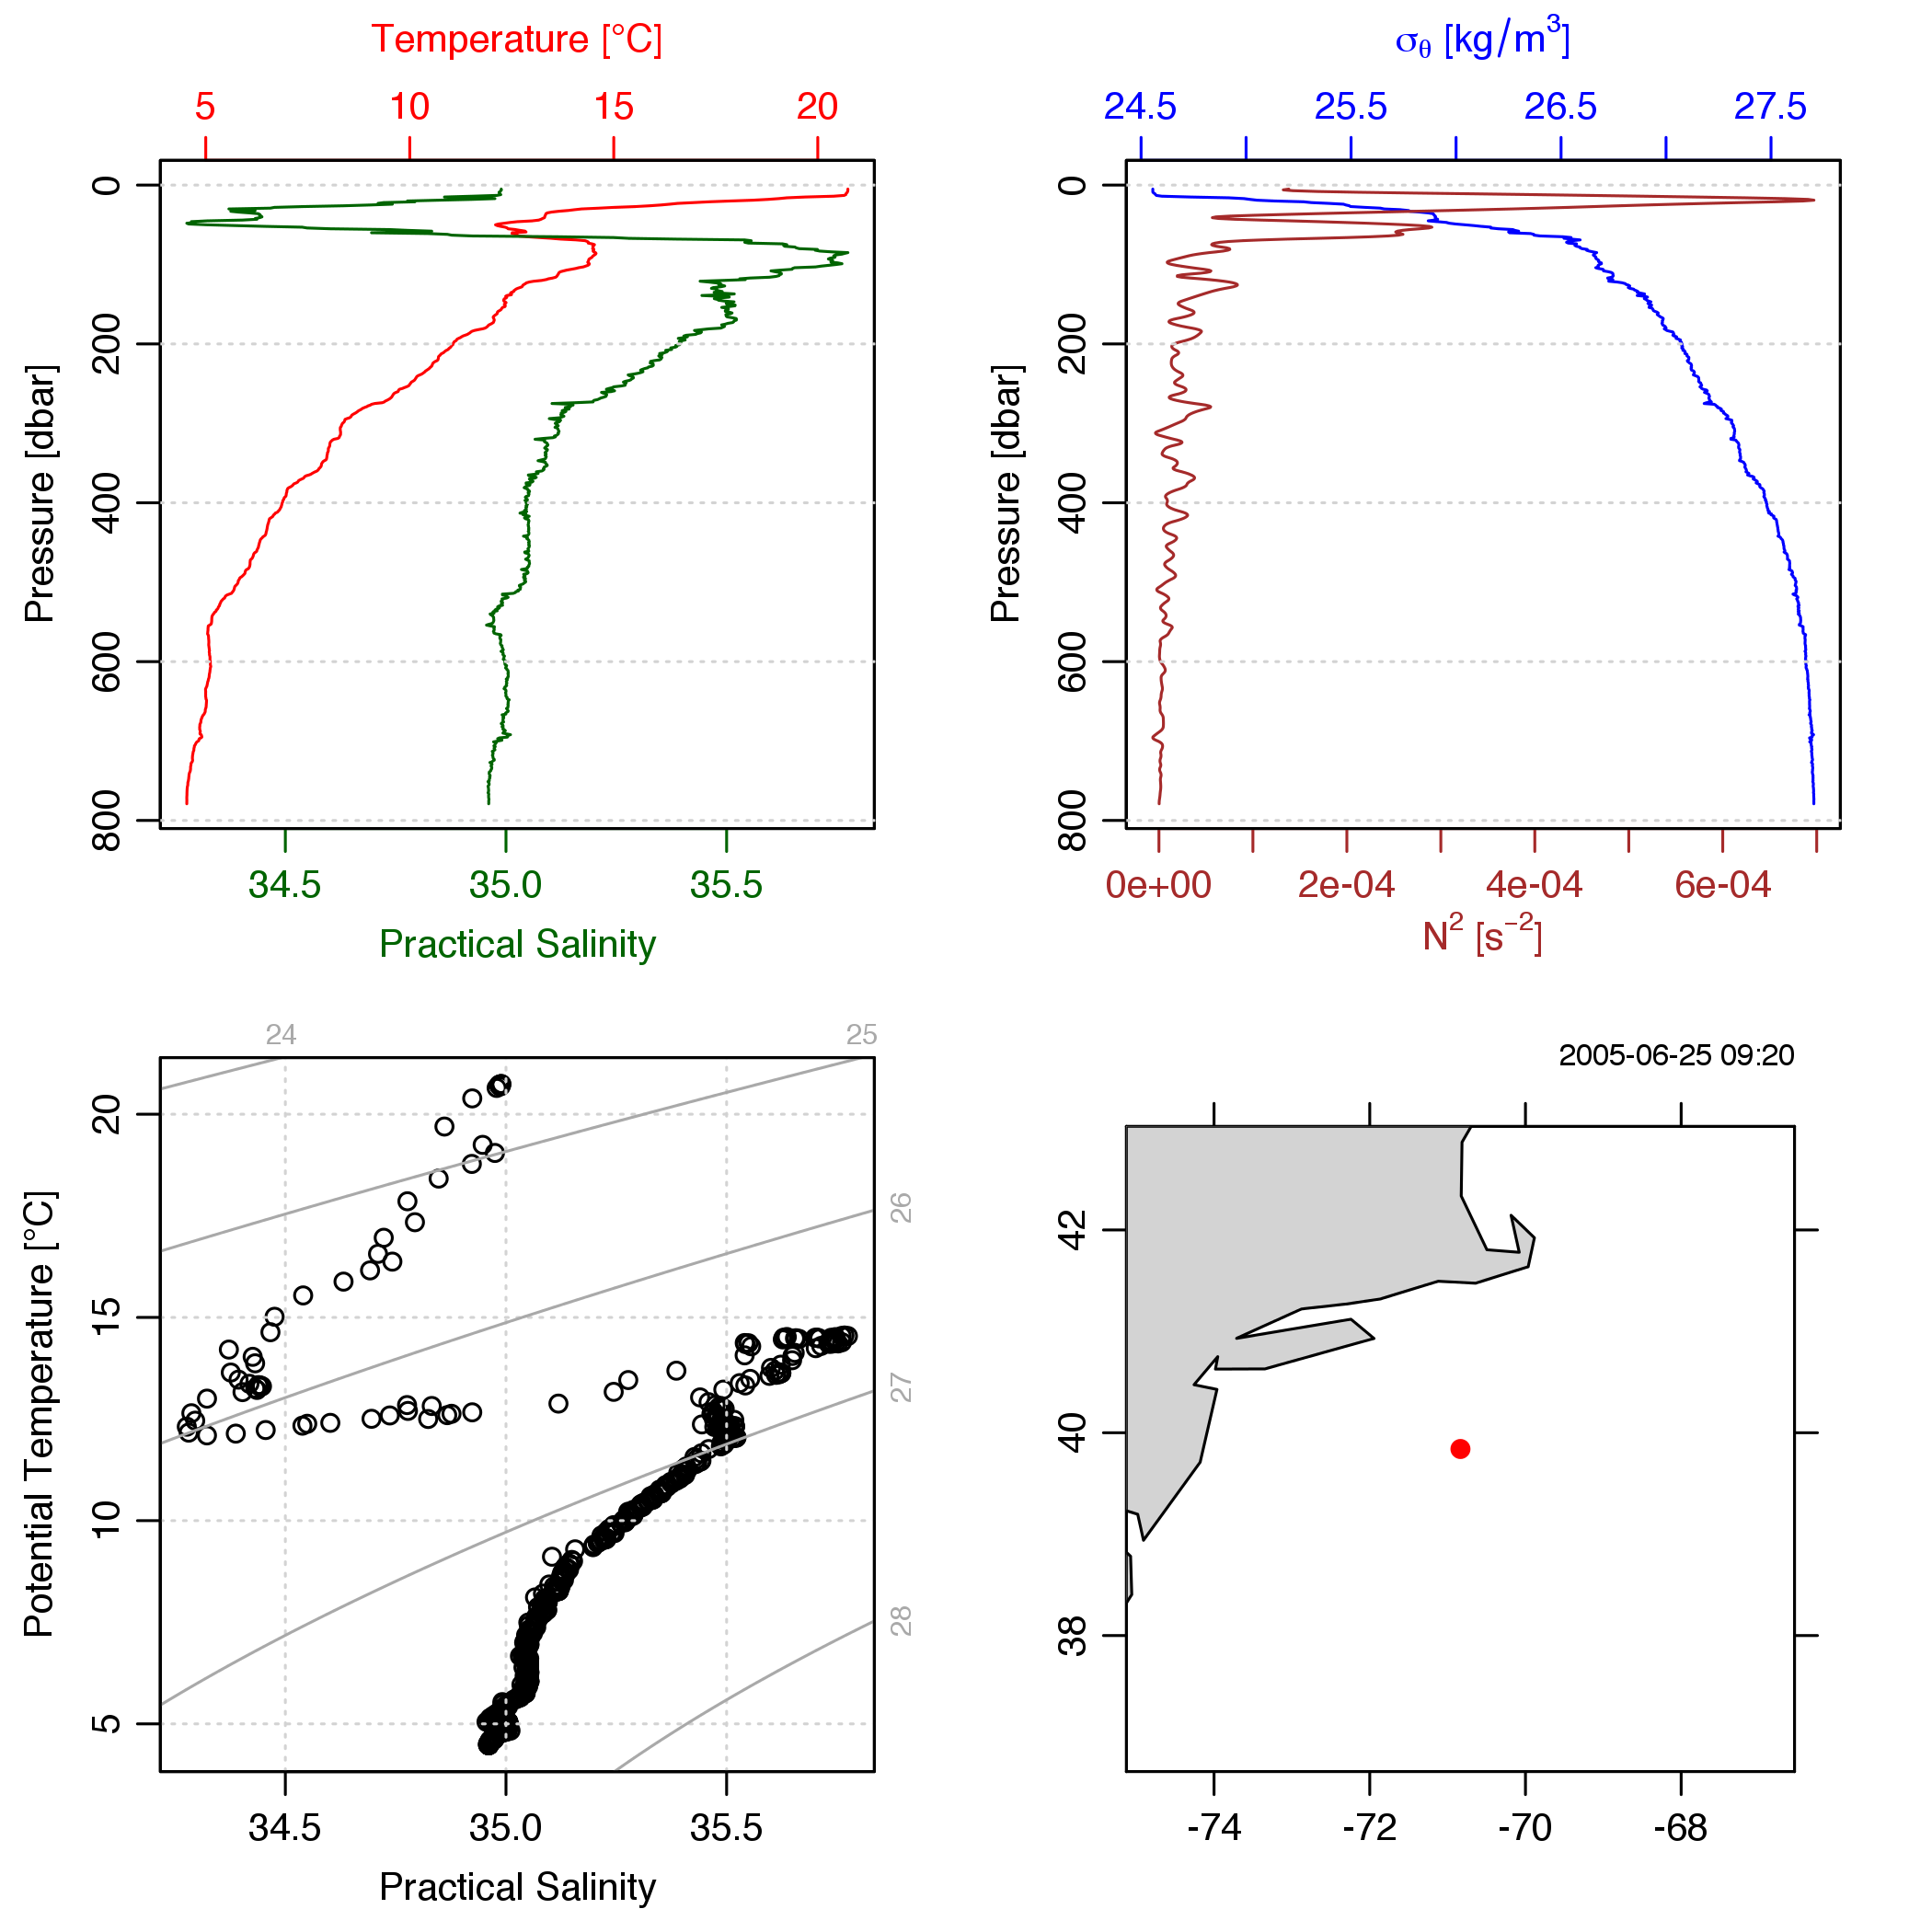 Temperature [°C]
5 10 15 20
0
200
400
600
800
Pressure [dbar]
34.5 35.0 35.5
Practical Salinity
σθ [kg/m³]
24.5 25.5 26.5 27.5
0
200
400
600
800
Pressure [dbar]
0e+00 2e-04 4e-04 6e-04
N² [s⁻²]
24 25
26
27
28
20
15
10
5
Potential Temperature [°C]
34.5 35.0 35.5
Practical Salinity
2005-06-25 09:20
42
40
38
-74 -72 -70 -68